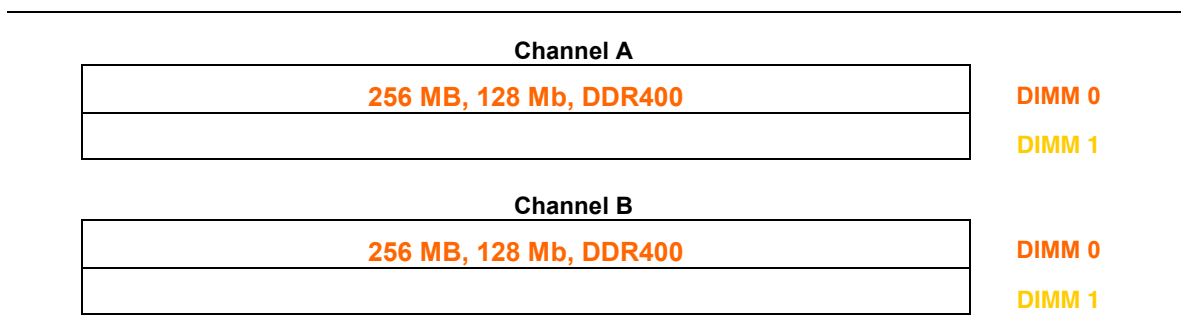 Channel A
256 MB, 128 Mb, DDR400 DIMM 0
DIMM 1
Channel B
256 MB, 128 Mb, DDR400 DIMM 0
DIMM 1